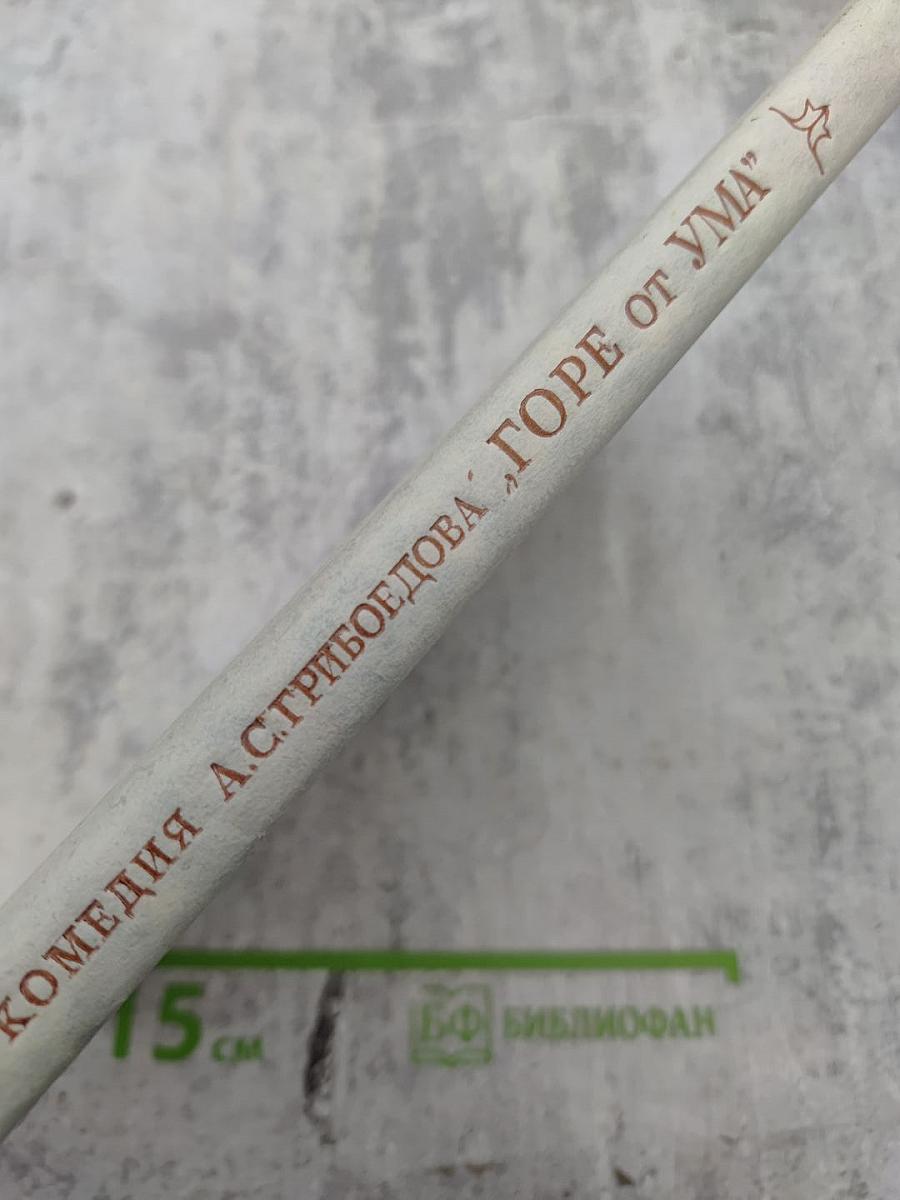 КОМЕДИЯ А.С.ГРИБОЕДОВА „ГОРЕ от УМА”
15 см
БФ БИБЛИОФАН